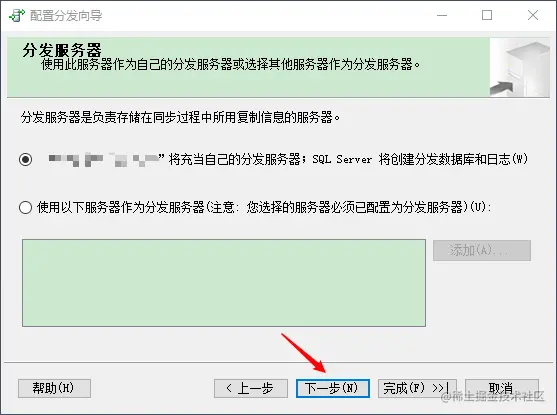 配置分发向导
分发服务器
使用此服务器作为自己的分发服务器或选择其他服务器作为分发服务器。
分发服务器是负责存储在同步过程中所用复制信息的服务器。
”将充当自己的分发服务器；SQL Server 将创建分发数据库和日志(W)
使用以下服务器作为分发服务器(注意: 您选择的服务器必须已配置为分发服务器)(U):
添加(A)...
帮助(H)
< 上一步
下一步(N)
完成(F) >>|
取消
@稀土掘金技术社区